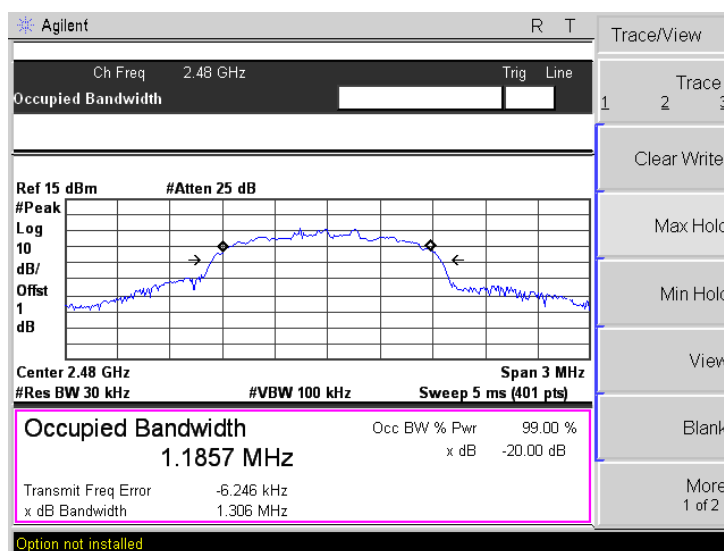 Agilent R T
Ch Freq 2.48 GHz Trig Line
Occupied Bandwidth
Ref 15 dBm #Atten 25 dB
#Peak
Log
10
dB/
Offst
1
dB
Center 2.48 GHz Span 3 MHz
#Res BW 30 kHz #VBW 100 kHz Sweep 5 ms (401 pts)
Occupied Bandwidth Occ BW % Pwr 99.00 %
1.1857 MHz x dB -20.00 dB
Transmit Freq Error -6.246 kHz
x dB Bandwidth 1.306 MHz
Option not installed
Trace/View
Trace
1 2 3
Clear Write
Max Hold
Min Hold
View
Blank
More
1 of 2